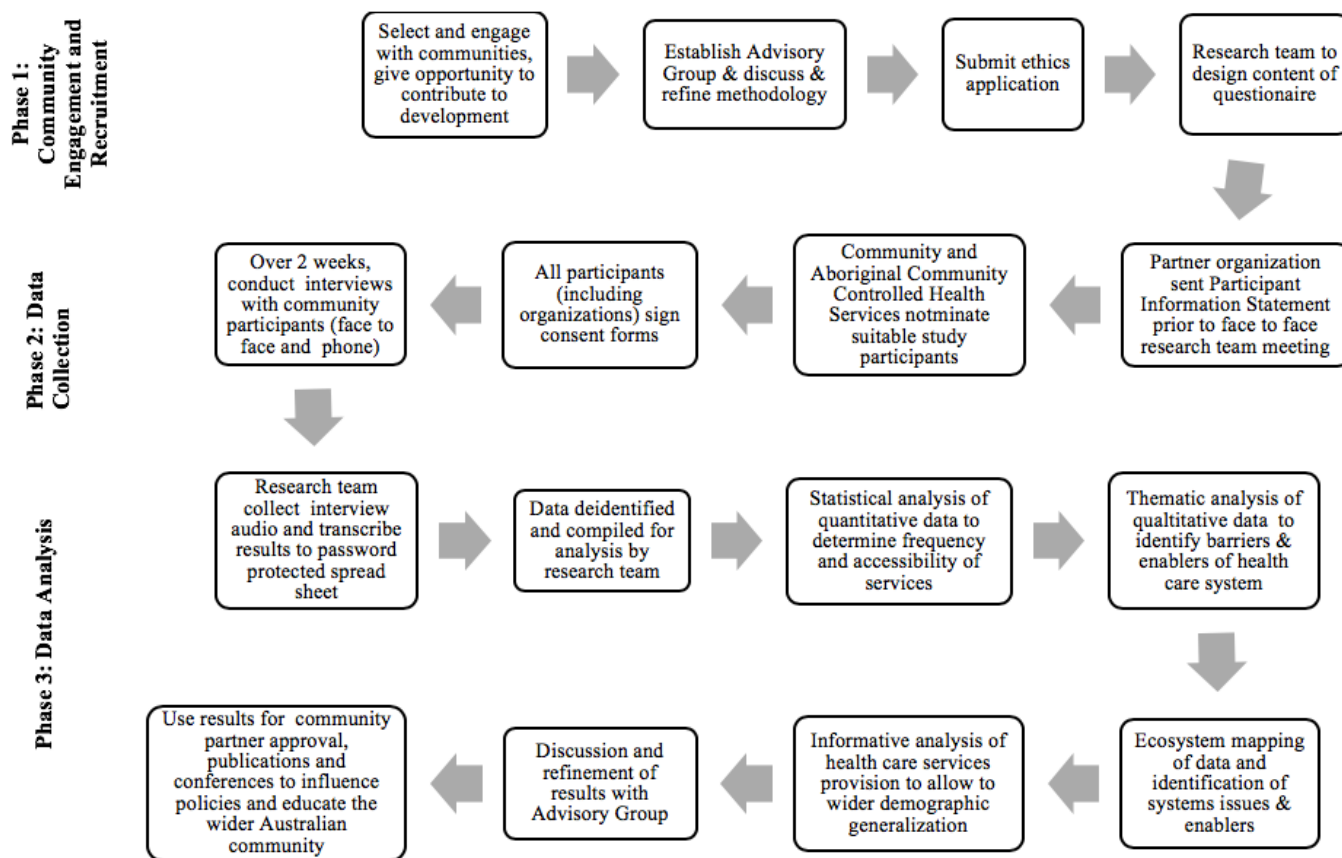 Phase 1:
Community
Engagement and
Recruitment
Select and engage
with communities,
give opportunity to
contribute to
development
Establish Advisory
Group & discuss &
refine methodology
Submit ethics
application
Research team to
design content of
questionaire
Phase 2: Data
Collection
Over 2 weeks,
conduct interviews
with community
participants (face to
face and phone)
All participants
(including
organizations) sign
consent forms
Community and
Aboriginal Community
Controlled Health
Services notminate
suitable study
participants
Partner organization
sent Participant
Information Statement
prior to face to face
research team meeting
Phase 3: Data Analysis
Research team
collect interview
audio and transcribe
results to password
protected spread
sheet
Data deidentified
and compiled for
analysis by
research team
Statistical analysis of
quantitative data to
determine frequency
and accessibility of
services
Thematic analysis of
qualtitative data to
identify barriers &
enablers of health
care system
Use results for community
partner approval,
publications and
conferences to influence
policies and educate the
wider Australian
community
Discussion and
refinement of
results with
Advisory Group
Informative analysis of
health care services
provision to allow to
wider demographic
generalization
Ecosystem mapping
of data and
identification of
systems issues &
enablers